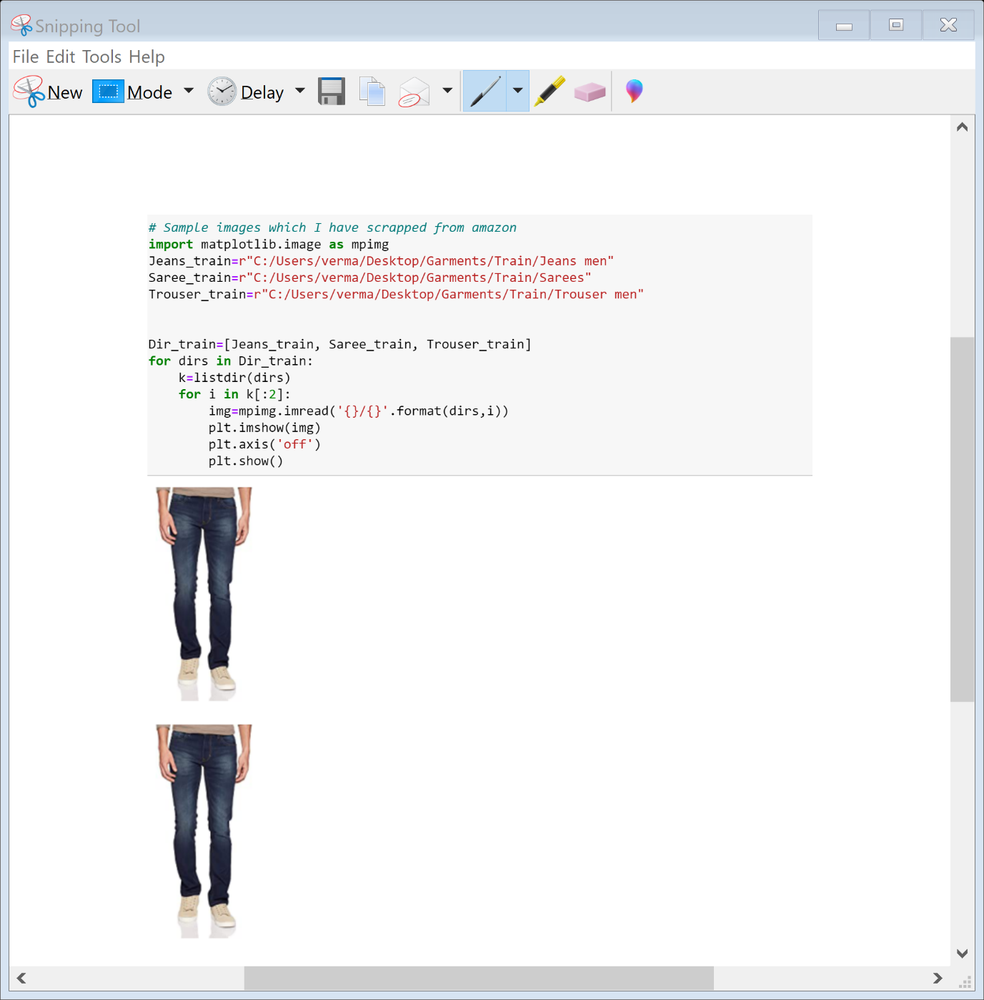 Snipping Tool
File Edit Tools Help
New Mode Delay
# Sample images which I have scrapped from amazon
import matplotlib.image as mpimg
Jeans_train=r"C:/Users/verma/Desktop/Garments/Train/Jeans men"
Saree_train=r"C:/Users/verma/Desktop/Garments/Train/Sarees"
Trouser_train=r"C:/Users/verma/Desktop/Garments/Train/Trouser men"
Dir_train=[Jeans_train, Saree_train, Trouser_train]
for dirs in Dir_train:
    k=listdir(dirs)
    for i in k[:2]:
        img=mpimg.imread('{}/{}'.format(dirs,i))
        plt.imshow(img)
        plt.axis('off')
        plt.show()